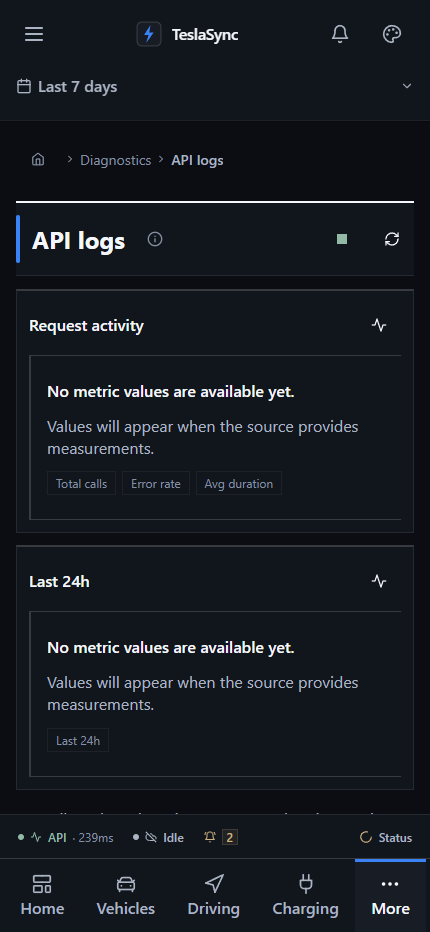 TeslaSync
Last 7 days
Diagnostics
API logs
API logs
Request activity
No metric values are available yet.
Values will appear when the source provides
measurements.
Total calls
Error rate
Avg duration
Last 24h
No metric values are available yet.
Values will appear when the source provides
measurements.
Last 24h
API · 239ms
Idle
2
Status
Home
Vehicles
Driving
Charging
More